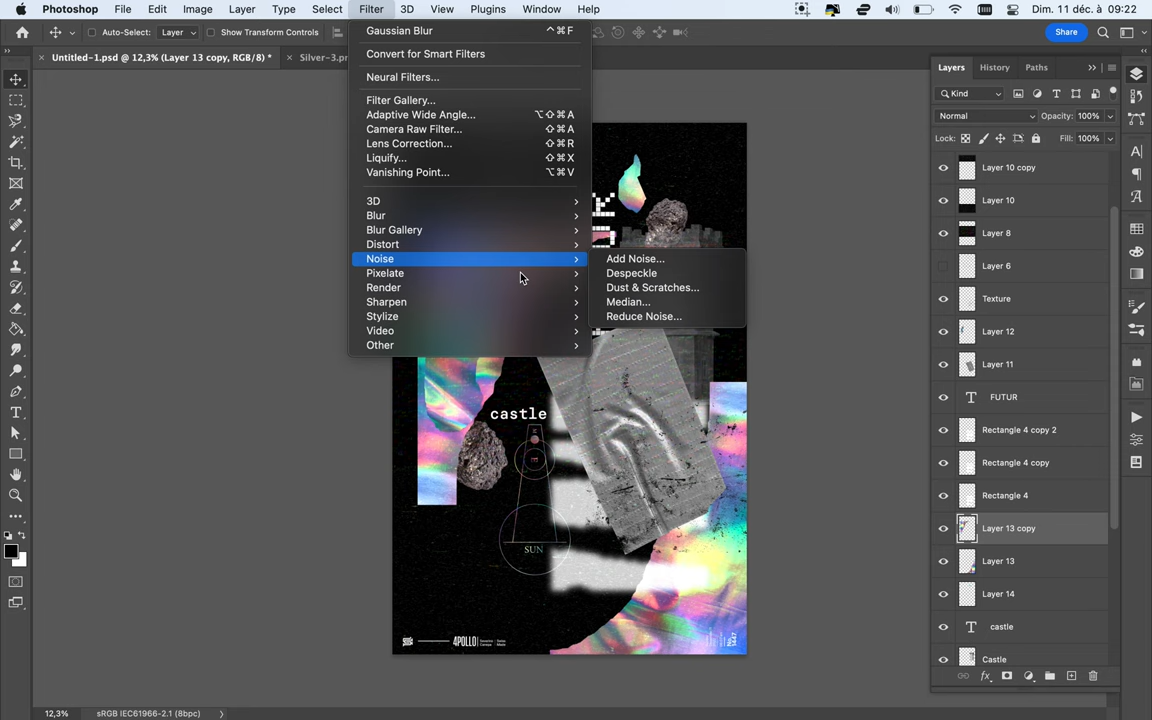 Photoshop File Edit Image Layer Type Select Filter 3D View Plugins Window Help Dim. 11 déc. à 09:22
Auto-Select: Layer Show Transform Controls Share
Untitled-1.psd @ 12,3% (Layer 13 copy, RGB/8) * Silver-3.pr
Gaussian Blur ^⌘F
Convert for Smart Filters
Neural Filters...
Filter Gallery...
Adaptive Wide Angle... ⌥⇧⌘A
Camera Raw Filter... ⇧⌘A
Lens Correction... ⇧⌘R
Liquify... ⇧⌘X
Vanishing Point... ⌥⌘V
3D
Blur
Blur Gallery
Distort
Noise
Pixelate
Render
Sharpen
Stylize
Video
Other
Add Noise...
Despeckle
Dust & Scratches...
Median...
Reduce Noise...
castle
SUN
4POLLO
Layers History Paths
Kind
Normal Opacity: 100%
Lock: Fill: 100%
Layer 10 copy
Layer 10
Layer 8
Layer 6
Texture
Layer 12
Layer 11
T FUTUR
Rectangle 4 copy 2
Rectangle 4 copy
Rectangle 4
Layer 13 copy
Layer 13
Layer 14
T castle
Castle
fx
12,3% sRGB IEC61966-2.1 (8bpc)